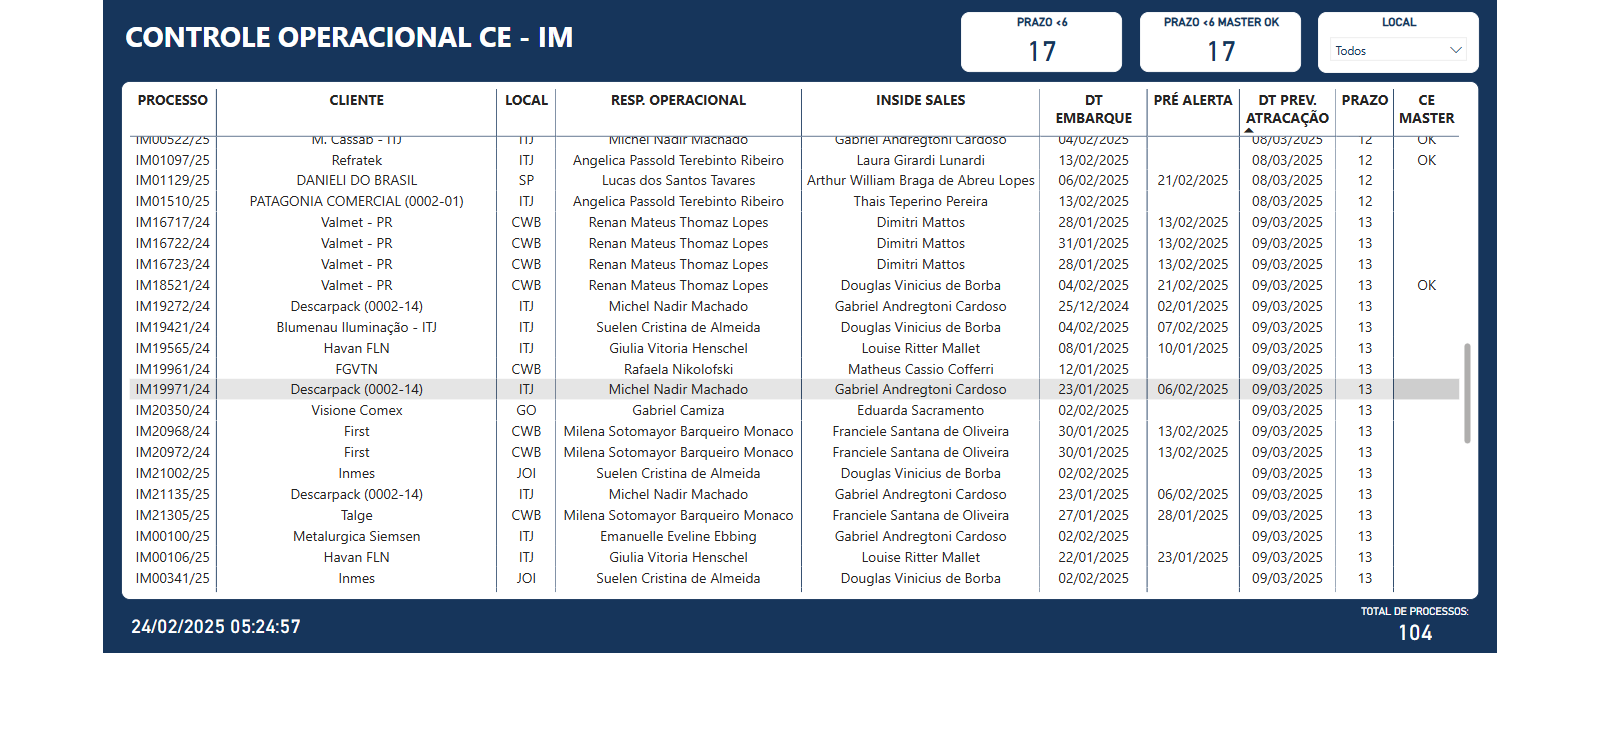 CONTROLE OPERACIONAL CE - IM
PRAZO <6
17
PRAZO <6 MASTER OK
17
LOCAL
Todos
PROCESSO CLIENTE LOCAL RESP. OPERACIONAL INSIDE SALES DT EMBARQUE PRÉ ALERTA DT PREV. ATRACAÇÃO PRAZO CE MASTER
IM00522/25 M. Cassab - ITJ ITJ Michel Nadir Machado Gabriel Andregtoni Cardoso 04/02/2025 08/03/2025 12 OK
IM01097/25 Refratek ITJ Angelica Passold Terebinto Ribeiro Laura Girardi Lunardi 13/02/2025 08/03/2025 12 OK
IM01129/25 DANIELI DO BRASIL SP Lucas dos Santos Tavares Arthur William Braga de Abreu Lopes 06/02/2025 21/02/2025 08/03/2025 12
IM01510/25 PATAGONIA COMERCIAL (0002-01) ITJ Angelica Passold Terebinto Ribeiro Thais Teperino Pereira 13/02/2025 08/03/2025 12
IM16717/24 Valmet - PR CWB Renan Mateus Thomaz Lopes Dimitri Mattos 28/01/2025 13/02/2025 09/03/2025 13
IM16722/24 Valmet - PR CWB Renan Mateus Thomaz Lopes Dimitri Mattos 31/01/2025 13/02/2025 09/03/2025 13
IM16723/24 Valmet - PR CWB Renan Mateus Thomaz Lopes Dimitri Mattos 28/01/2025 13/02/2025 09/03/2025 13
IM18521/24 Valmet - PR CWB Renan Mateus Thomaz Lopes Douglas Vinicius de Borba 04/02/2025 21/02/2025 09/03/2025 13 OK
IM19272/24 Descarpack (0002-14) ITJ Michel Nadir Machado Gabriel Andregtoni Cardoso 25/12/2024 02/01/2025 09/03/2025 13
IM19421/24 Blumenau Iluminação - ITJ ITJ Suelen Cristina de Almeida Douglas Vinicius de Borba 04/02/2025 07/02/2025 09/03/2025 13
IM19565/24 Havan FLN ITJ Giulia Vitoria Henschel Louise Ritter Mallet 08/01/2025 10/01/2025 09/03/2025 13
IM19961/24 FGVTN CWB Rafaela Nikolofski Matheus Cassio Cofferri 12/01/2025 09/03/2025 13
IM19971/24 Descarpack (0002-14) ITJ Michel Nadir Machado Gabriel Andregtoni Cardoso 23/01/2025 06/02/2025 09/03/2025 13
IM20350/24 Visione Comex GO Gabriel Camiza Eduarda Sacramento 02/02/2025 09/03/2025 13
IM20968/24 First CWB Milena Sotomayor Barqueiro Monaco Franciele Santana de Oliveira 30/01/2025 13/02/2025 09/03/2025 13
IM20972/24 First CWB Milena Sotomayor Barqueiro Monaco Franciele Santana de Oliveira 30/01/2025 13/02/2025 09/03/2025 13
IM21002/25 Inmes JOI Suelen Cristina de Almeida Douglas Vinicius de Borba 02/02/2025 09/03/2025 13
IM21135/25 Descarpack (0002-14) ITJ Michel Nadir Machado Gabriel Andregtoni Cardoso 23/01/2025 06/02/2025 09/03/2025 13
IM21305/25 Talge CWB Milena Sotomayor Barqueiro Monaco Franciele Santana de Oliveira 27/01/2025 28/01/2025 09/03/2025 13
IM00100/25 Metalurgica Siemsen ITJ Emanuelle Eveline Ebbing Gabriel Andregtoni Cardoso 02/02/2025 09/03/2025 13
IM00106/25 Havan FLN ITJ Giulia Vitoria Henschel Louise Ritter Mallet 22/01/2025 23/01/2025 09/03/2025 13
IM00341/25 Inmes JOI Suelen Cristina de Almeida Douglas Vinicius de Borba 02/02/2025 09/03/2025 13
24/02/2025 05:24:57
TOTAL DE PROCESSOS:
104